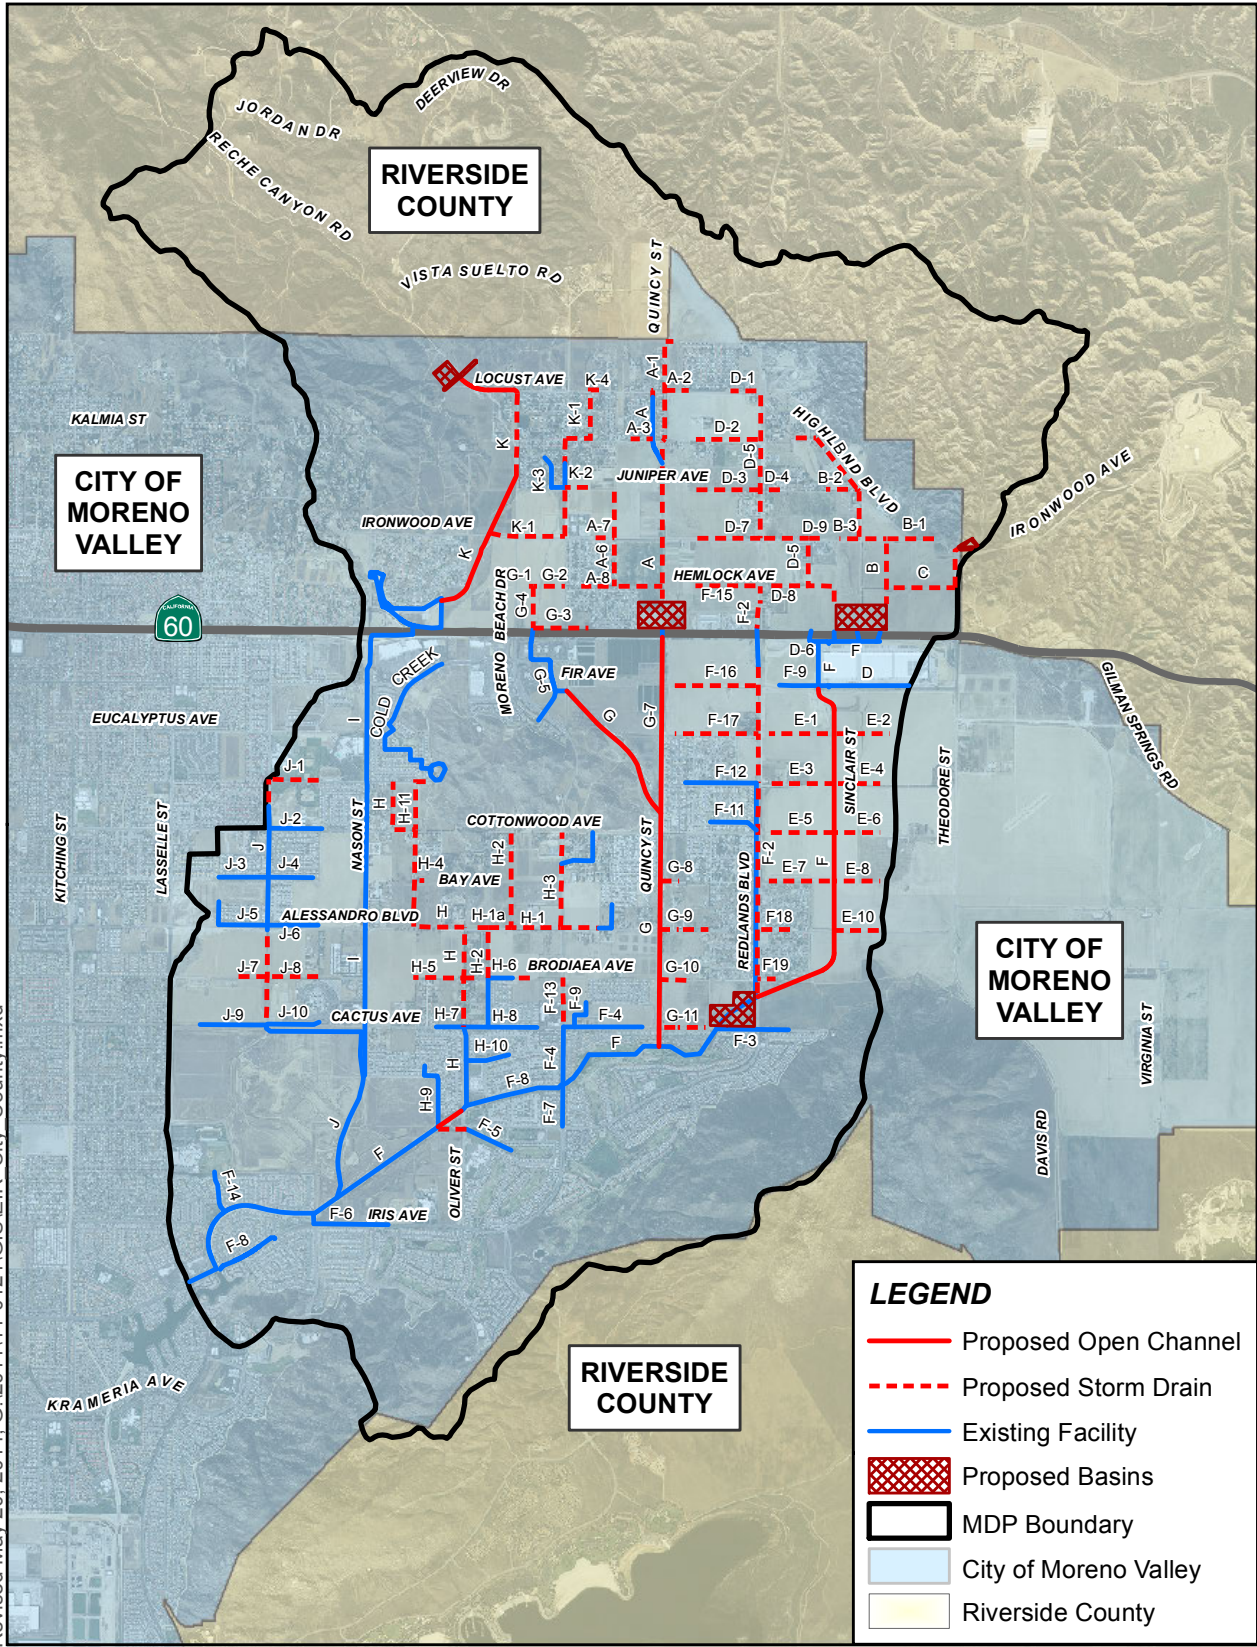 DEERVIEW DR
JORDAN DR
RECHE CANYON RD
RIVERSIDE
COUNTY
VISTA SUELTO RD
QUINCY ST
LOCUST AVE
K-4
A-1
A-2
D-1
KALMIA ST
K-1
A
A-3
D-2
HIGHLBND BLVD
K
D-5
CITY OF
MORENO
VALLEY
K-3
K-2
JUNIPER AVE
D-3
D-4
B-2
IRONWOOD AVE
IRONWOOD AVE
K-1
A-7
D-7
D-9
B-3
B-1
K
A-6
D-5
G-1
G-2
A-8
A
HEMLOCK AVE
B
C
CALIFORNIA
60
MORENO BEACH DR
G-4
G-3
F-15
F-2
D-8
D-6
F
COLD CREEK
G-5
FIR AVE
F-16
F-9
F
D
GILMAN SPRINGS RD
EUCALYPTUS AVE
I
G
G-7
F-17
E-1
E-2
J-1
F-12
E-3
SINCLAIR ST
E-4
THEODORE ST
KITCHING ST
LASSELLE ST
J-2
NASON ST
H
H-11
COTTONWOOD AVE
F-11
E-5
E-6
J
J-3
J-4
H-4
H-2
BAY AVE
H-3
QUINCY ST
G-8
REDLANDS BLVD
F-2
E-7
F
E-8
J-5
ALESSANDRO BLVD
H
H-1a
H-1
G-9
F18
E-10
J-6
G
CITY OF
MORENO
VALLEY
J-7
J-8
I
H-5
H
H-2
H-6
BRODIAEA AVE
G-10
F19
J-9
J-10
CACTUS AVE
H-7
H-8
F-13
F-9
F-4
G-11
F-3
H
H-10
F-4
F
VIRGINIA ST
H-9
F-8
F-7
J
F
F-5
DAVIS RD
OLIVER ST
F-14
F-6
IRIS AVE
F-8
KRAMERIA AVE
RIVERSIDE
COUNTY
LEGEND
Proposed Open Channel
Proposed Storm Drain
Existing Facility
Proposed Basins
MDP Boundary
City of Moreno Valley
Riverside County